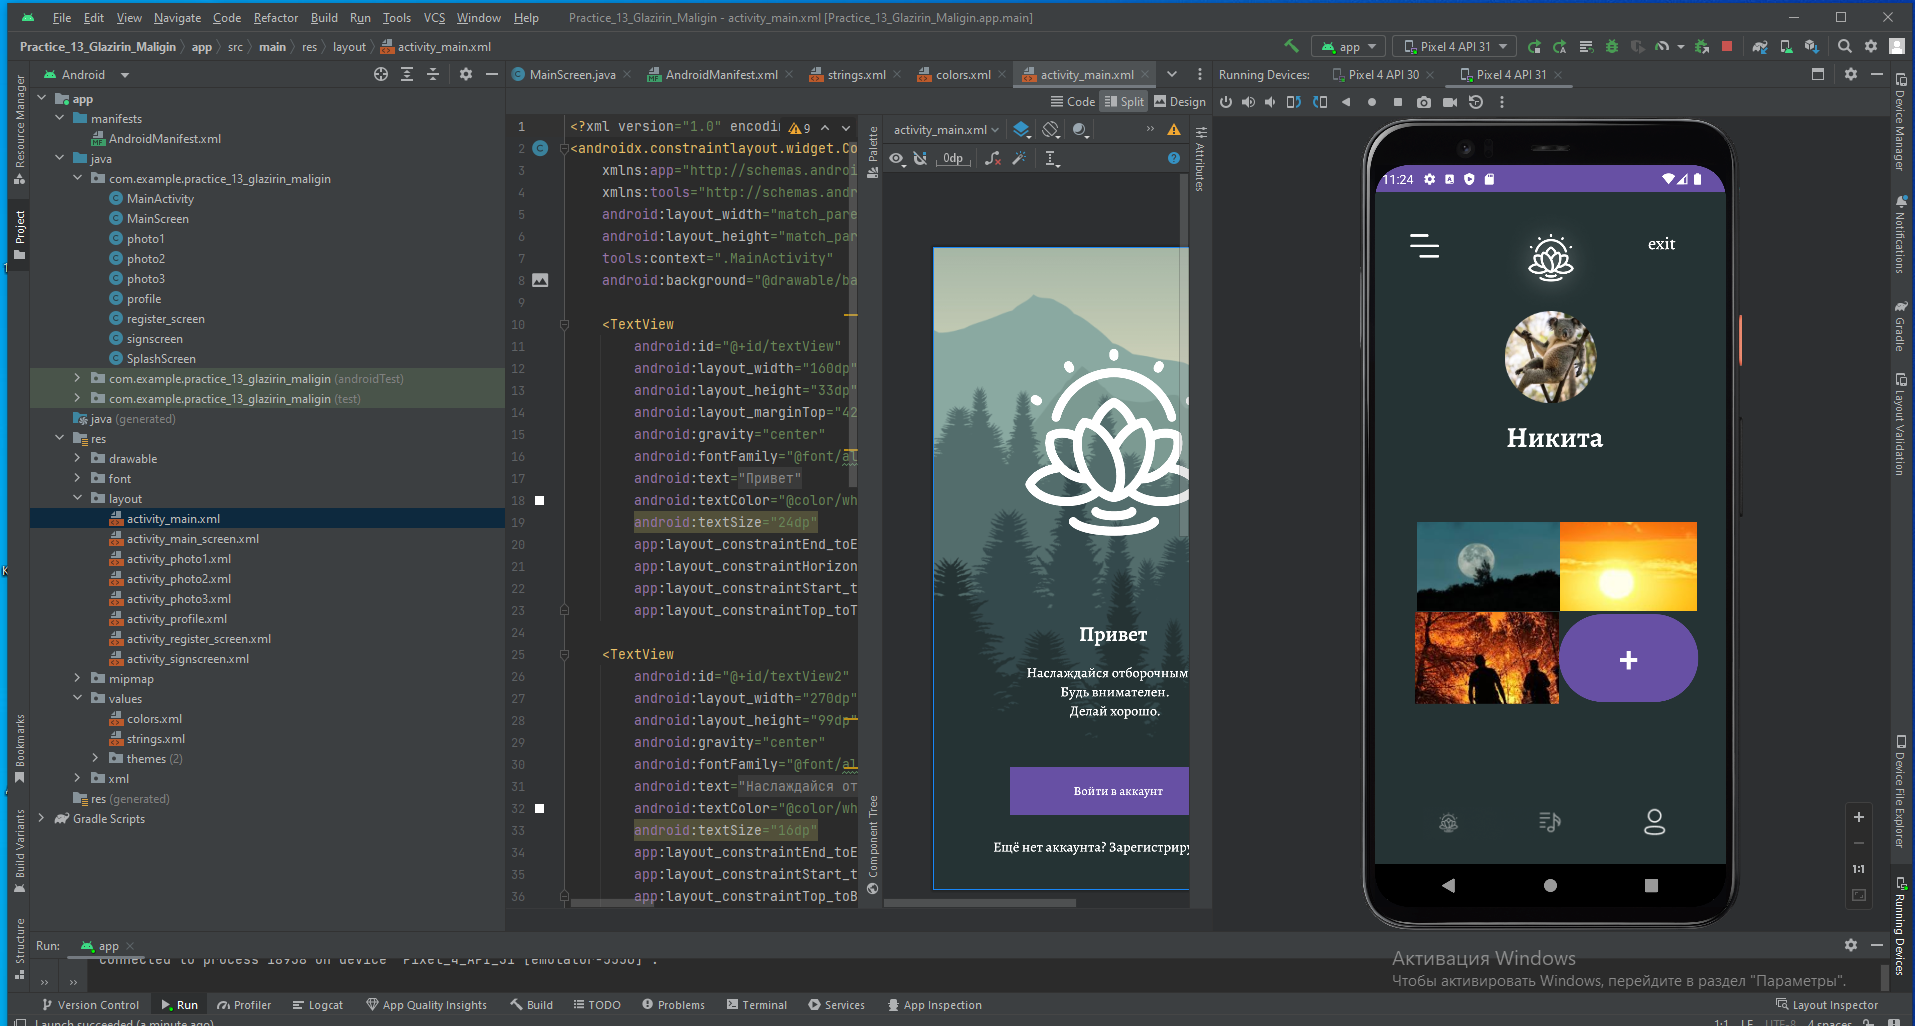 File Edit View Navigate Code Refactor Build Run Tools VCS Window Help Practice_13_Glazirin_Maligin - activity_main.xml [Practice_13_Glazirin_Maligin.app.main]
Practice_13_Glazirin_Maligin app src main res layout activity_main.xml app Pixel 4 API 31
Android MainScreen.java AndroidManifest.xml strings.xml colors.xml activity_main.xml Running Devices: Pixel 4 API 30 Pixel 4 API 31
Code Split Design
Resource Manager
Project
Bookmarks
Build Variants
Structure
app
manifests
AndroidManifest.xml
java
com.example.practice_13_glazirin_maligin
MainActivity
MainScreen
photo1
photo2
photo3
profile
register_screen
signscreen
SplashScreen
com.example.practice_13_glazirin_maligin (androidTest)
com.example.practice_13_glazirin_maligin (test)
java (generated)
res
drawable
font
layout
activity_main.xml
activity_main_screen.xml
activity_photo1.xml
activity_photo2.xml
activity_photo3.xml
activity_profile.xml
activity_register_screen.xml
activity_signscreen.xml
mipmap
values
colors.xml
strings.xml
themes (2)
xml
res (generated)
Gradle Scripts
1 <?xml version="1.0" encodin 9
2 <androidx.constraintlayout.widget.Co
3 xmlns:app="http://schemas.androi
4 xmlns:tools="http://schemas.andr
5 android:layout_width="match_pare
6 android:layout_height="match_par
7 tools:context=".MainActivity"
8 android:background="@drawable/ba
9
10 <TextView
11 android:id="@+id/textView"
12 android:layout_width="160dp"
13 android:layout_height="33dp"
14 android:layout_marginTop="42
15 android:gravity="center"
16 android:fontFamily="@font/al
17 android:text="Привет"
18 android:textColor="@color/wh
19 android:textSize="24dp"
20 app:layout_constraintEnd_toE
21 app:layout_constraintHorizon
22 app:layout_constraintStart_t
23 app:layout_constraintTop_toT
24
25 <TextView
26 android:id="@+id/textView2"
27 android:layout_width="270dp"
28 android:layout_height="99dp"
29 android:gravity="center"
30 android:fontFamily="@font/al
31 android:text="Наслаждайся от
32 android:textColor="@color/wh
33 android:textSize="16dp"
34 app:layout_constraintEnd_toE
35 app:layout_constraintStart_t
36 app:layout_constraintTop_toB
Palette
Component Tree
activity_main.xml
0dp
Attributes
Привет
Наслаждайся отборочным
Будь внимателен.
Делай хорошо.
Войти в аккаунт
Ещё нет аккаунта? Зарегистриру
11:24
exit
Никита
+
1:1
Device Manager
Notifications
Gradle
Layout Validation
Device File Explorer
Running Devices
Run: app
Connected to process 18938 on device 'Pixel_4_API_31 [emulator-5556]'.
Активация Windows
Чтобы активировать Windows, перейдите в раздел "Параметры".
Version Control Run Profiler Logcat App Quality Insights Build TODO Problems Terminal Services App Inspection Layout Inspector
Launch succeeded (a minute ago) 1:1 LF UTF-8 4 spaces